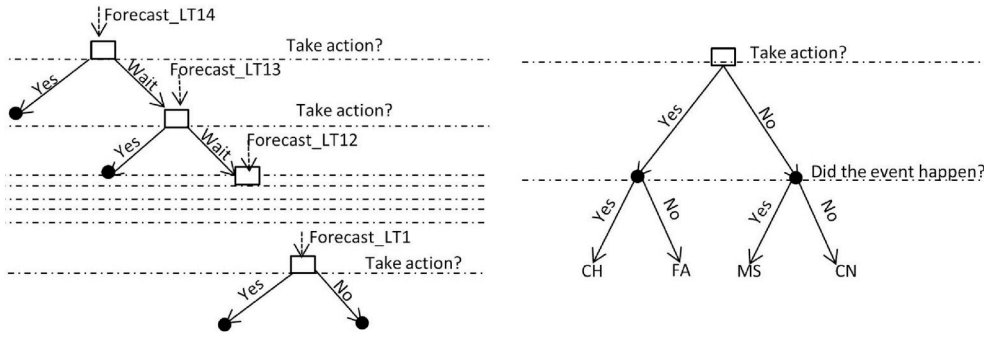 Forecast_LT14
Take action?
Yes
Wait
Forecast_LT13
Take action?
Yes
Wait
Forecast_LT12
Forecast_LT1
Take action?
Yes
No
Take action?
Yes
No
Did the event happen?
Yes
No
Yes
No
CH
FA
MS
CN